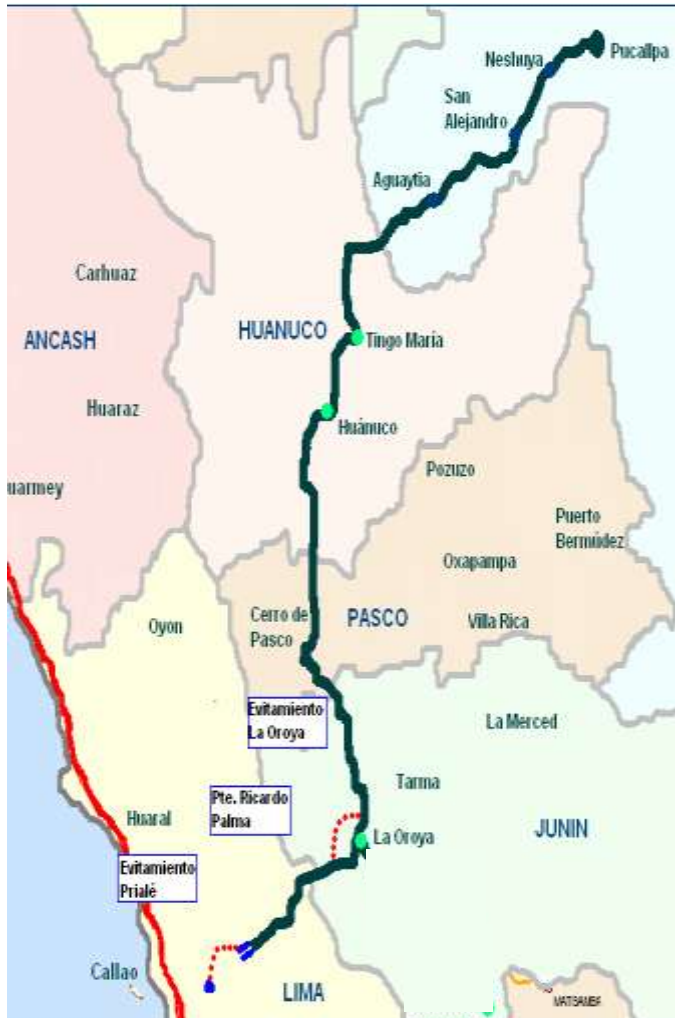 Neshuya
Pucallpa
San
Alejandro
Aguaytia
Carhuaz
ANCASH
HUANUCO
Tingo María
Huaraz
Huánuco
uarmey
Pozuzo
Puerto
Bermúdez
Oxapampa
Cerro de
Pasco
PASCO
Villa Rica
Oyon
Evitamiento
La Oroya
La Merced
Tarma
Pte. Ricardo
Palma
Huaral
La Oroya
JUNIN
Evitamiento
Prialé
Callao
LIMA